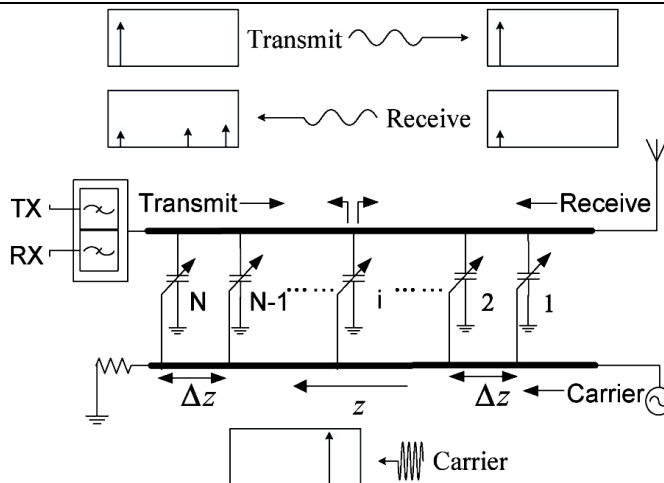 Transmit
Receive
TX
RX
Transmit
Receive
N
N-1
i
2
1
Δz
z
Δz
Carrier
Carrier